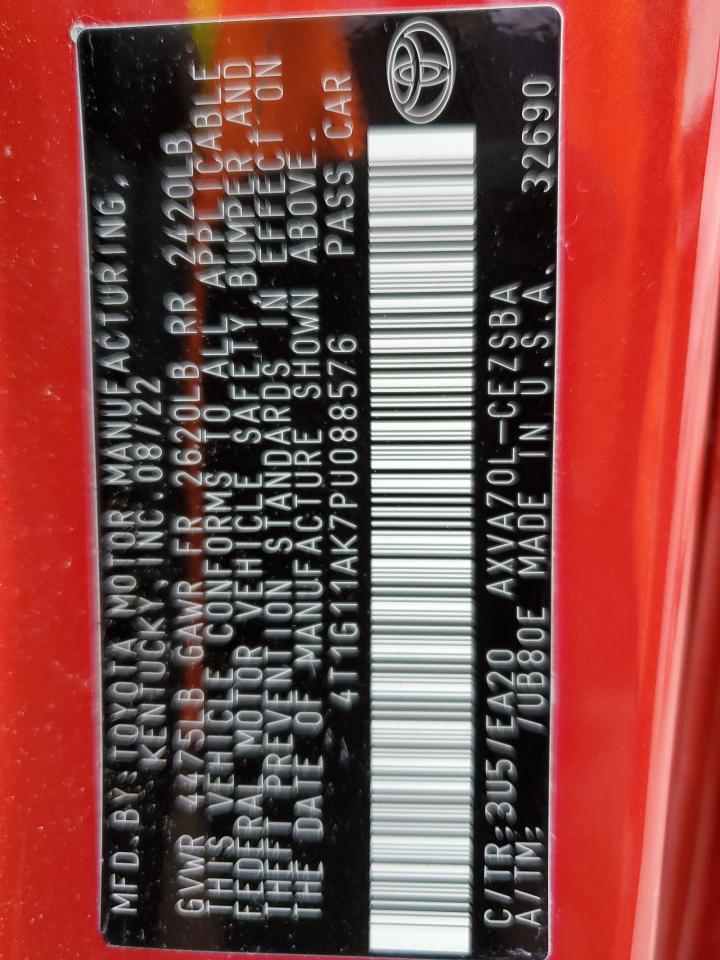 MFD.BY:TOYOTA MOTOR MANUFACTURING,
KENTUCKY, INC.08/22
GVWR 4475LB GAWR FR 2620LB RR 2420LB
THIS VEHICLE CONFORMS TO ALL APPLICABLE
FEDERAL MOTOR VEHICLE SAFETY,BUMPER AND
THEFT PREVENTION STANDARDS IN EFFECT ON
THE DATE OF MANUFACTURE SHOWN ABOVE.
4T1G11AK7PU088576 PASS.CAR
C/TR:3U5/EA20 AXVA70L-CEZSBA
A/TM: /UB80E MADE IN U.S.A. 32690